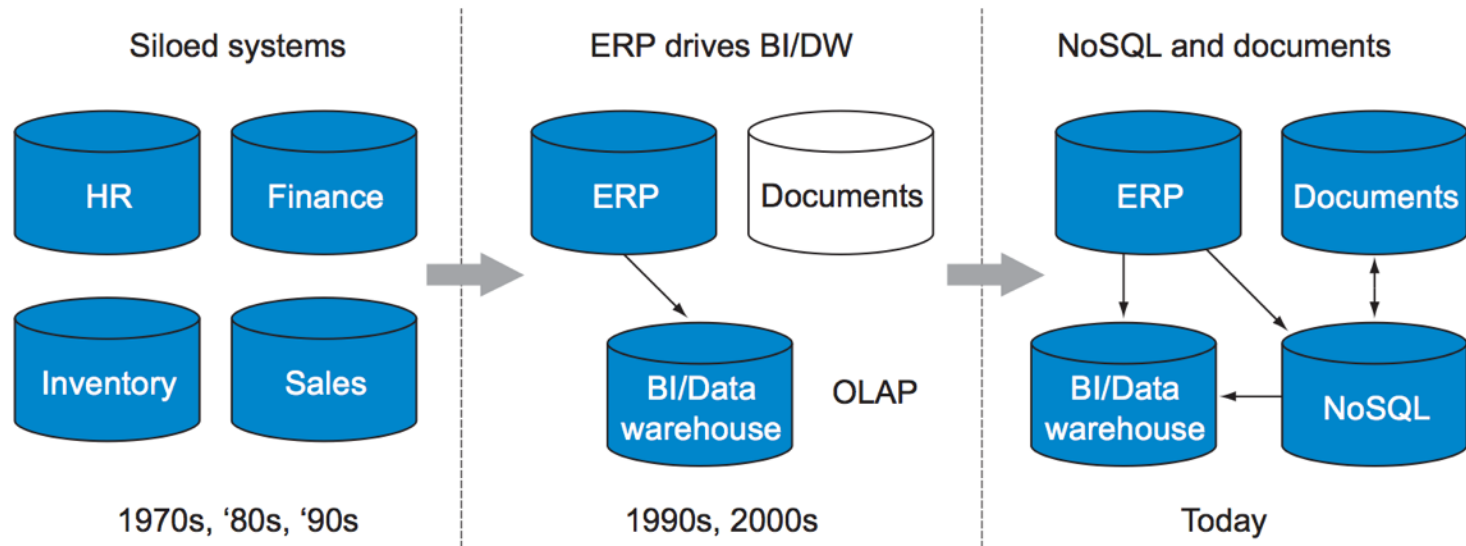 Siloed systems
HR
Finance
Inventory
Sales
1970s, ‘80s, ‘90s
ERP drives BI/DW
ERP
Documents
BI/Data
warehouse
OLAP
1990s, 2000s
NoSQL and documents
ERP
Documents
BI/Data
warehouse
NoSQL
Today